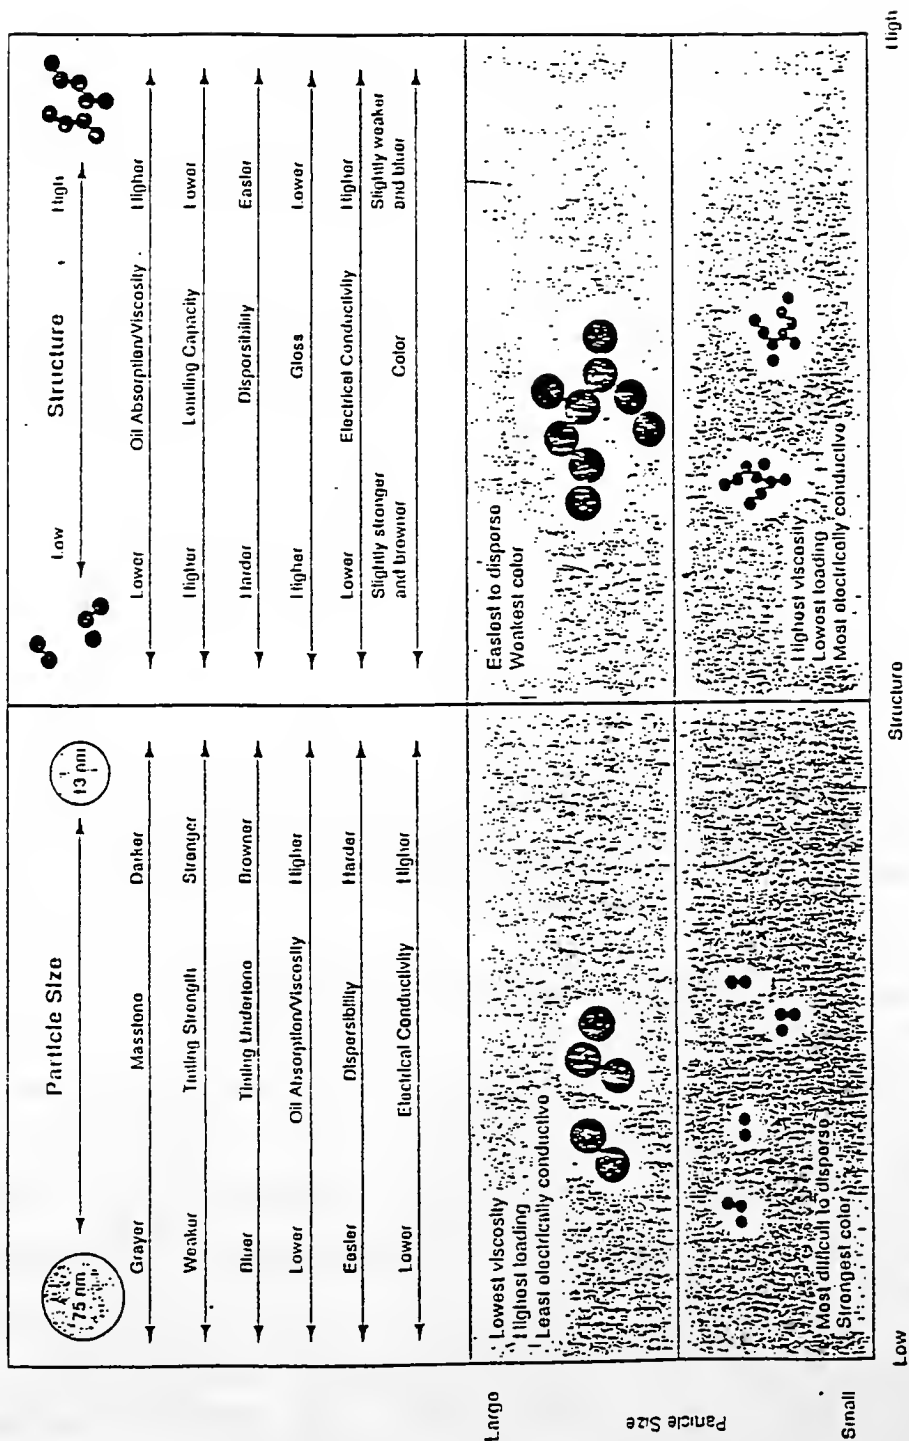 Particle Size
75 nm
13 nm
Grayer Masstone Darker
Weaker Tinting Strength Stronger
Bluer Tinting Undertone Browner
Lower Oil Absorption/Viscosity Higher
Easier Dispersibility Harder
Lower Electrical Conductivity Higher
Structure
Low High
Lower Oil Absorption/Viscosity Higher
Higher Loading Capacity Lower
Harder Dispersibility Easier
Higher Gloss Lower
Lower Electrical Conductivity Higher
Slightly stronger
and browner
Color
Slightly weaker
and bluer
Large
Lowest viscosity
Highest loading
Least electrically conductive
Easiest to disperse
Weakest color
Particle Size
Most difficult to disperse
Strongest color
Highest viscosity
Lowest loading
Most electrically conductive
Small
Low Structure High